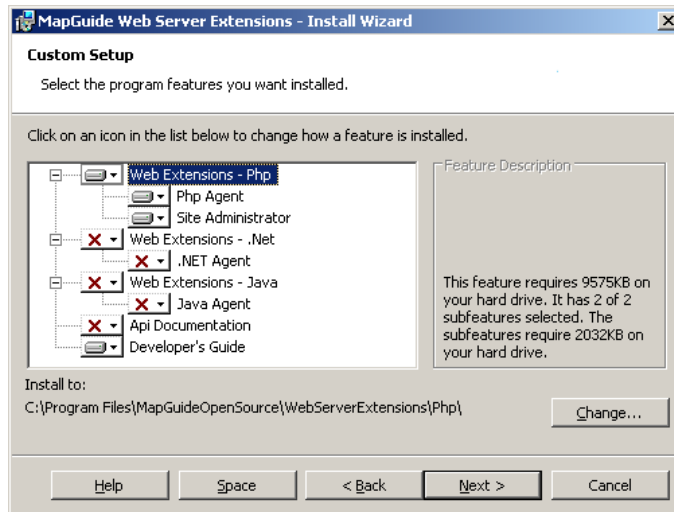 MapGuide Web Server Extensions - Install Wizard
Custom Setup
Select the program features you want installed.
Click on an icon in the list below to change how a feature is installed.
Web Extensions - Php
Php Agent
Site Administrator
Web Extensions - .Net
.NET Agent
Web Extensions - Java
Java Agent
Api Documentation
Developer's Guide
Feature Description
This feature requires 9575KB on
your hard drive. It has 2 of 2
subfeatures selected. The
subfeatures require 2032KB on
your hard drive.
Install to:
C:\Program Files\MapGuideOpenSource\WebServerExtensions\Php\
Change...
Help
Space
< Back
Next >
Cancel